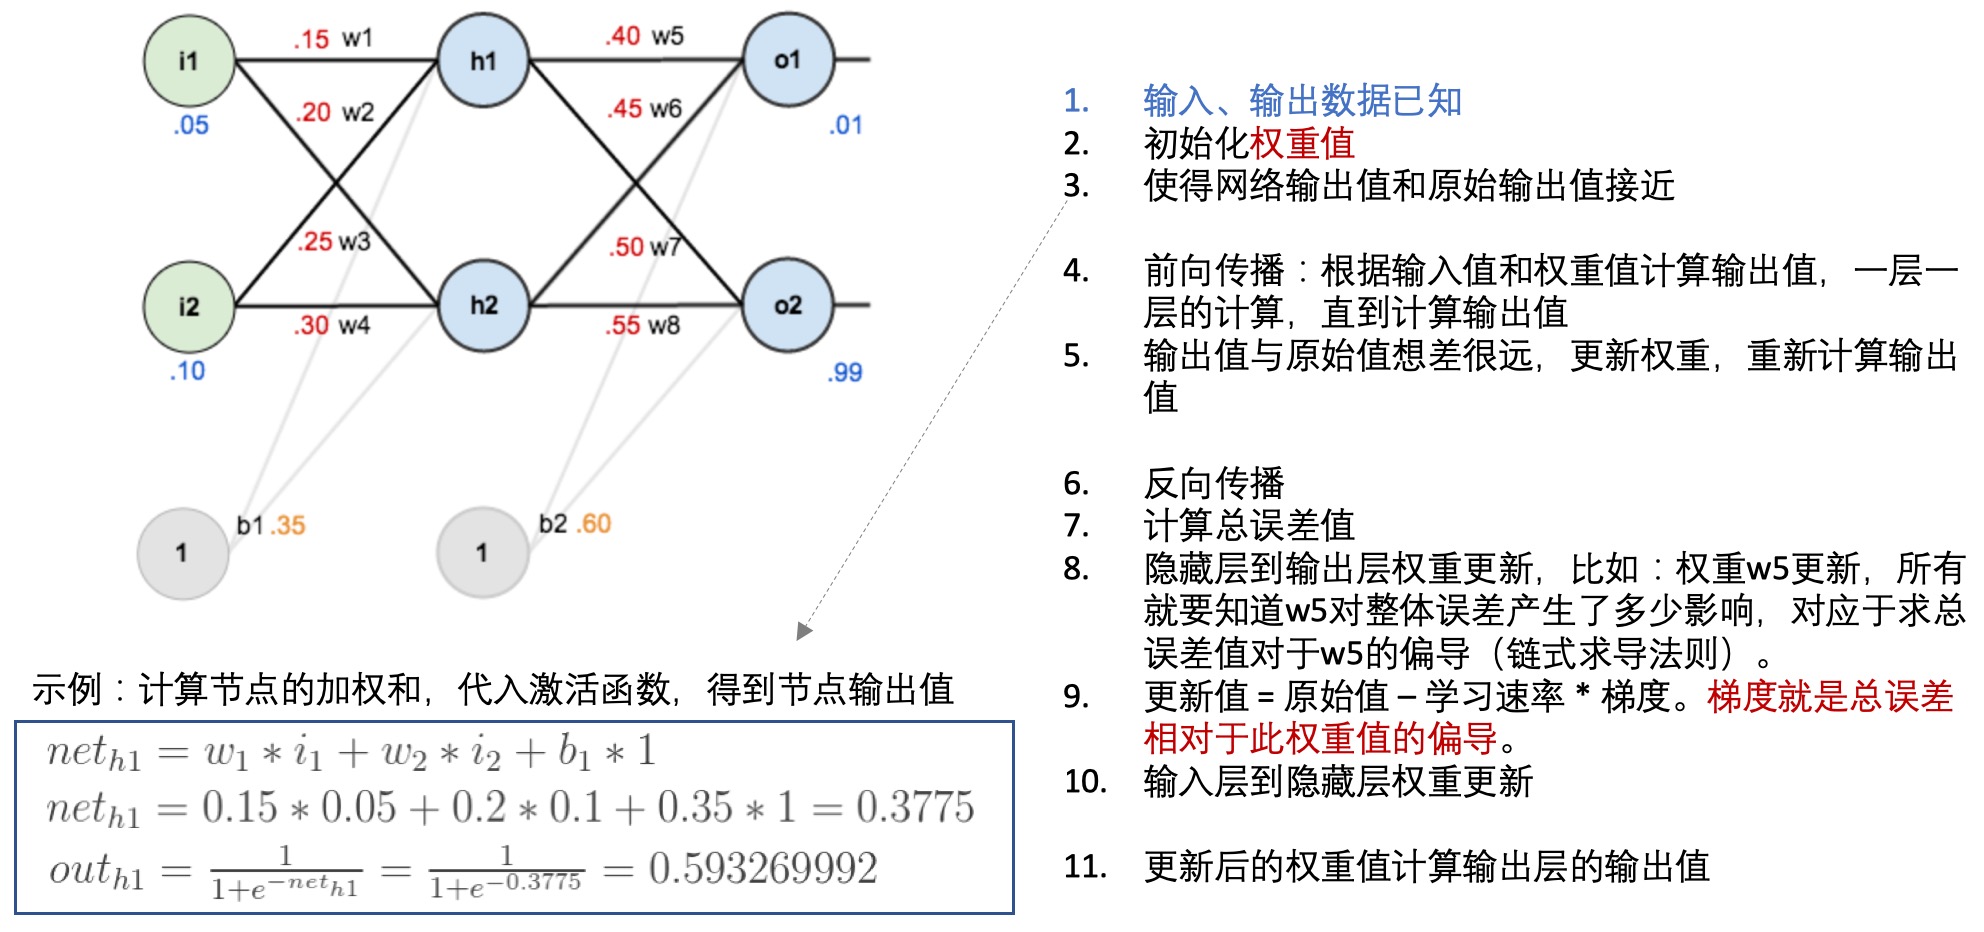 i1
.15 w1
h1
.40 w5
o1
.20 w2
.45 w6
.05
.01
.25 w3
.50 w7
i2
.30 w4
h2
.55 w8
o2
.10
.99
1
b1 .35
1
b2 .60
示例：计算节点的加权和，代入激活函数，得到节点输出值
net_{h1} = w_1 * i_1 + w_2 * i_2 + b_1 * 1
net_{h1} = 0.15 * 0.05 + 0.2 * 0.1 + 0.35 * 1 = 0.3775
out_{h1} = \frac{1}{1+e^{-net_{h1}}} = \frac{1}{1+e^{-0.3775}} = 0.593269992
1. 输入、输出数据已知
2. 初始化权重值
3. 使得网络输出值和原始输出值接近
4. 前向传播：根据输入值和权重值计算输出值，一层一
层的计算，直到计算输出值
5. 输出值与原始值想差很远，更新权重，重新计算输出
值
6. 反向传播
7. 计算总误差值
8. 隐藏层到输出层权重更新，比如：权重w5更新，所有
就要知道w5对整体误差产生了多少影响，对应于求总
误差值对于w5的偏导（链式求导法则）。
9. 更新值 = 原始值 – 学习速率 * 梯度。梯度就是总误差
相对于此权重值的偏导。
10. 输入层到隐藏层权重更新
11. 更新后的权重值计算输出层的输出值